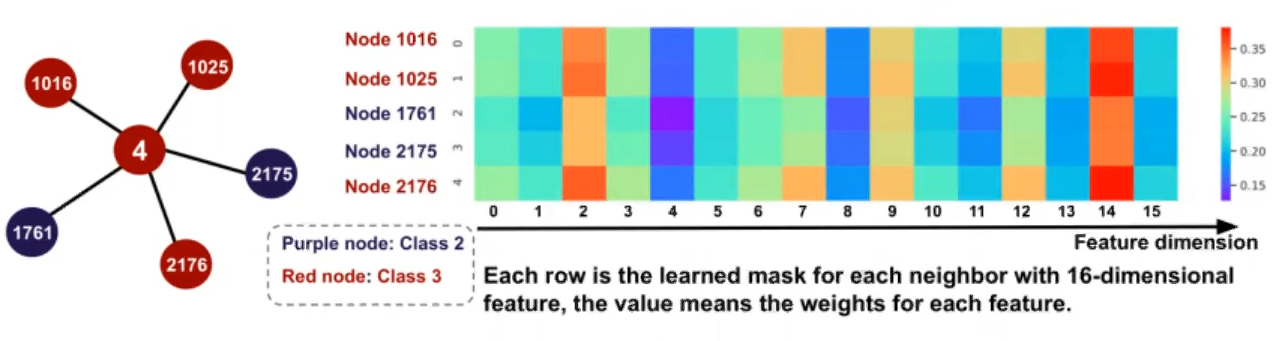 1016
1025
4
2175
1761
2176
Purple node: Class 2
Red node: Class 3
Node 1016
Node 1025
Node 1761
Node 2175
Node 2176
0
1
2
3
4
0 1 2 3 4 5 6 7 8 9 10 11 12 13 14 15
Feature dimension
0.35
0.30
0.25
0.20
0.15
Each row is the learned mask for each neighbor with 16-dimensional
feature, the value means the weights for each feature.